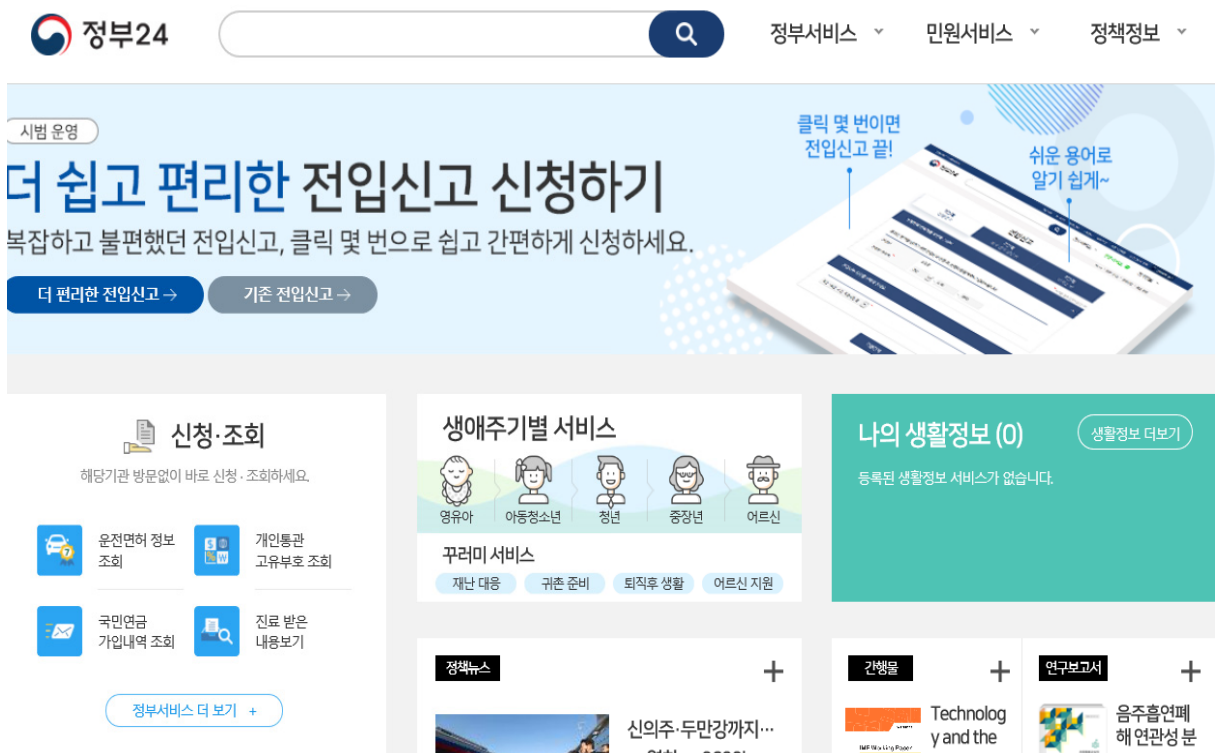 정부24
정부서비스
민원서비스
정책정보
시범 운영
더 쉽고 편리한 전입신고 신청하기
복잡하고 불편했던 전입신고, 클릭 몇 번으로 쉽고 간편하게 신청하세요.
더 편리한 전입신고 →
기존 전입신고 →
클릭 몇 번이면
전입신고 끝!
쉬운 용어로
알기 쉽게~
정부24
전입신고
신청·조회
해당기관 방문없이 바로 신청·조회하세요.
운전면허 정보
조회
개인통관
고유부호 조회
국민연금
가입내역 조회
진료 받은
내용보기
정부서비스 더 보기 +
생애주기별 서비스
영유아
아동청소년
청년
중장년
어르신
꾸러미 서비스
재난 대응
귀촌 준비
퇴직후 생활
어르신 지원
나의 생활정보 (0)
생활정보 더보기
등록된 생활정보 서비스가 없습니다.
정책뉴스
신의주·두만강까지…
간행물
Technolog
y and the
IMF Working Paper
연구보고서
음주흡연폐
해 연관성 분